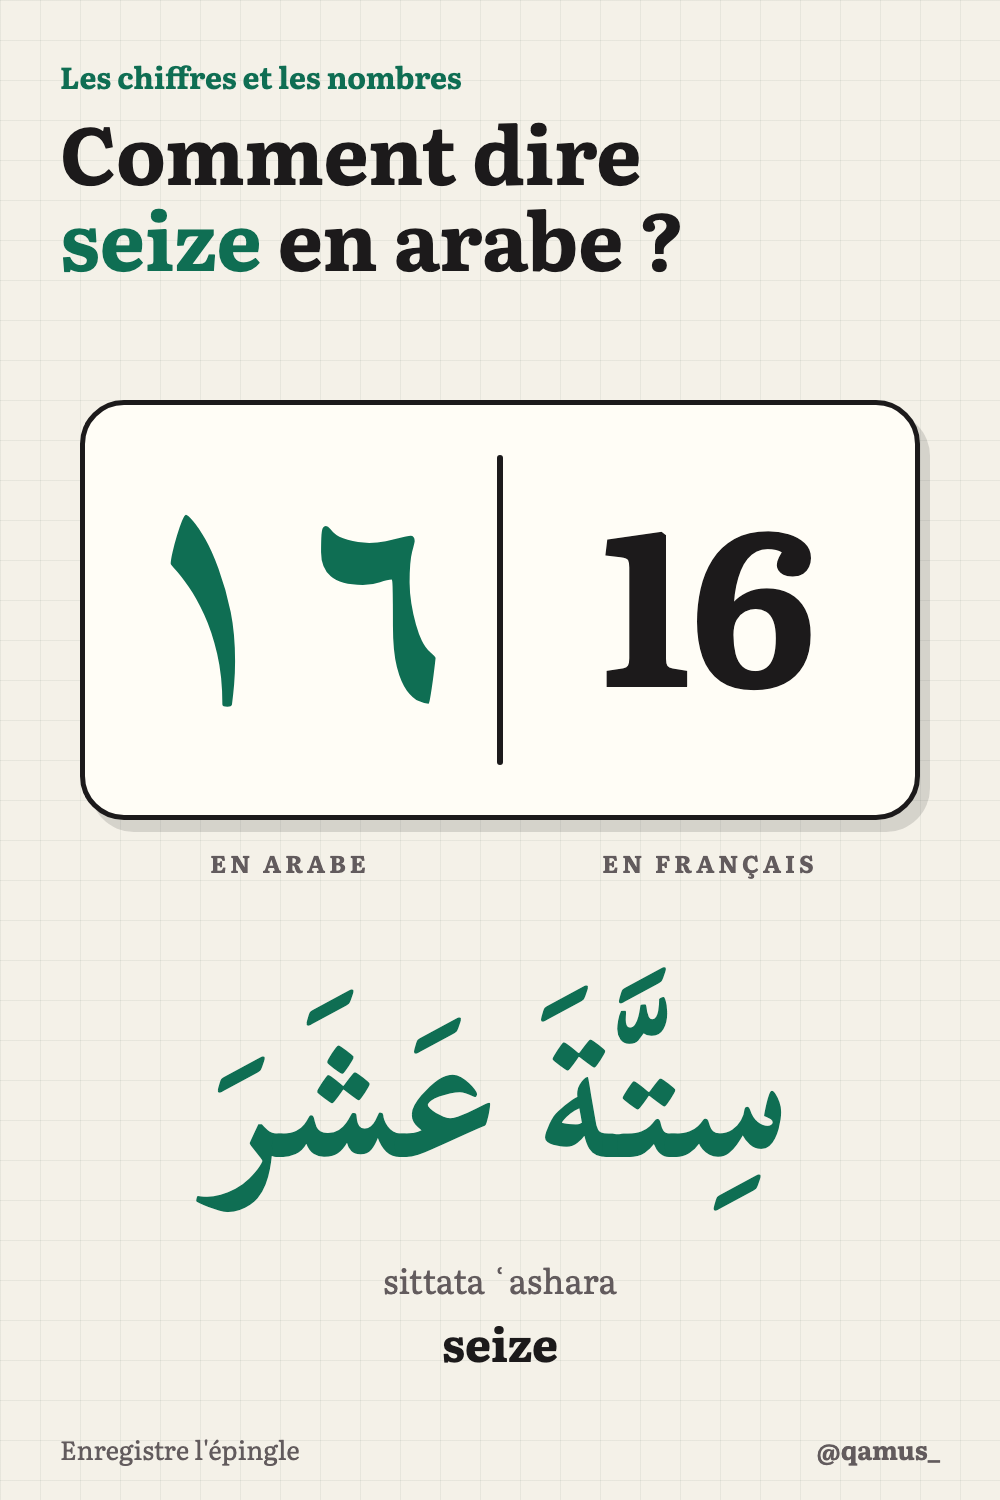 Les chiffres et les nombres
Comment dire
seize en arabe ?
١٦
16
EN ARABE
EN FRANÇAIS
سِتَّةَ عَشَرَ
sittata ʿashara
seize
Enregistre l'épingle
@qamus_